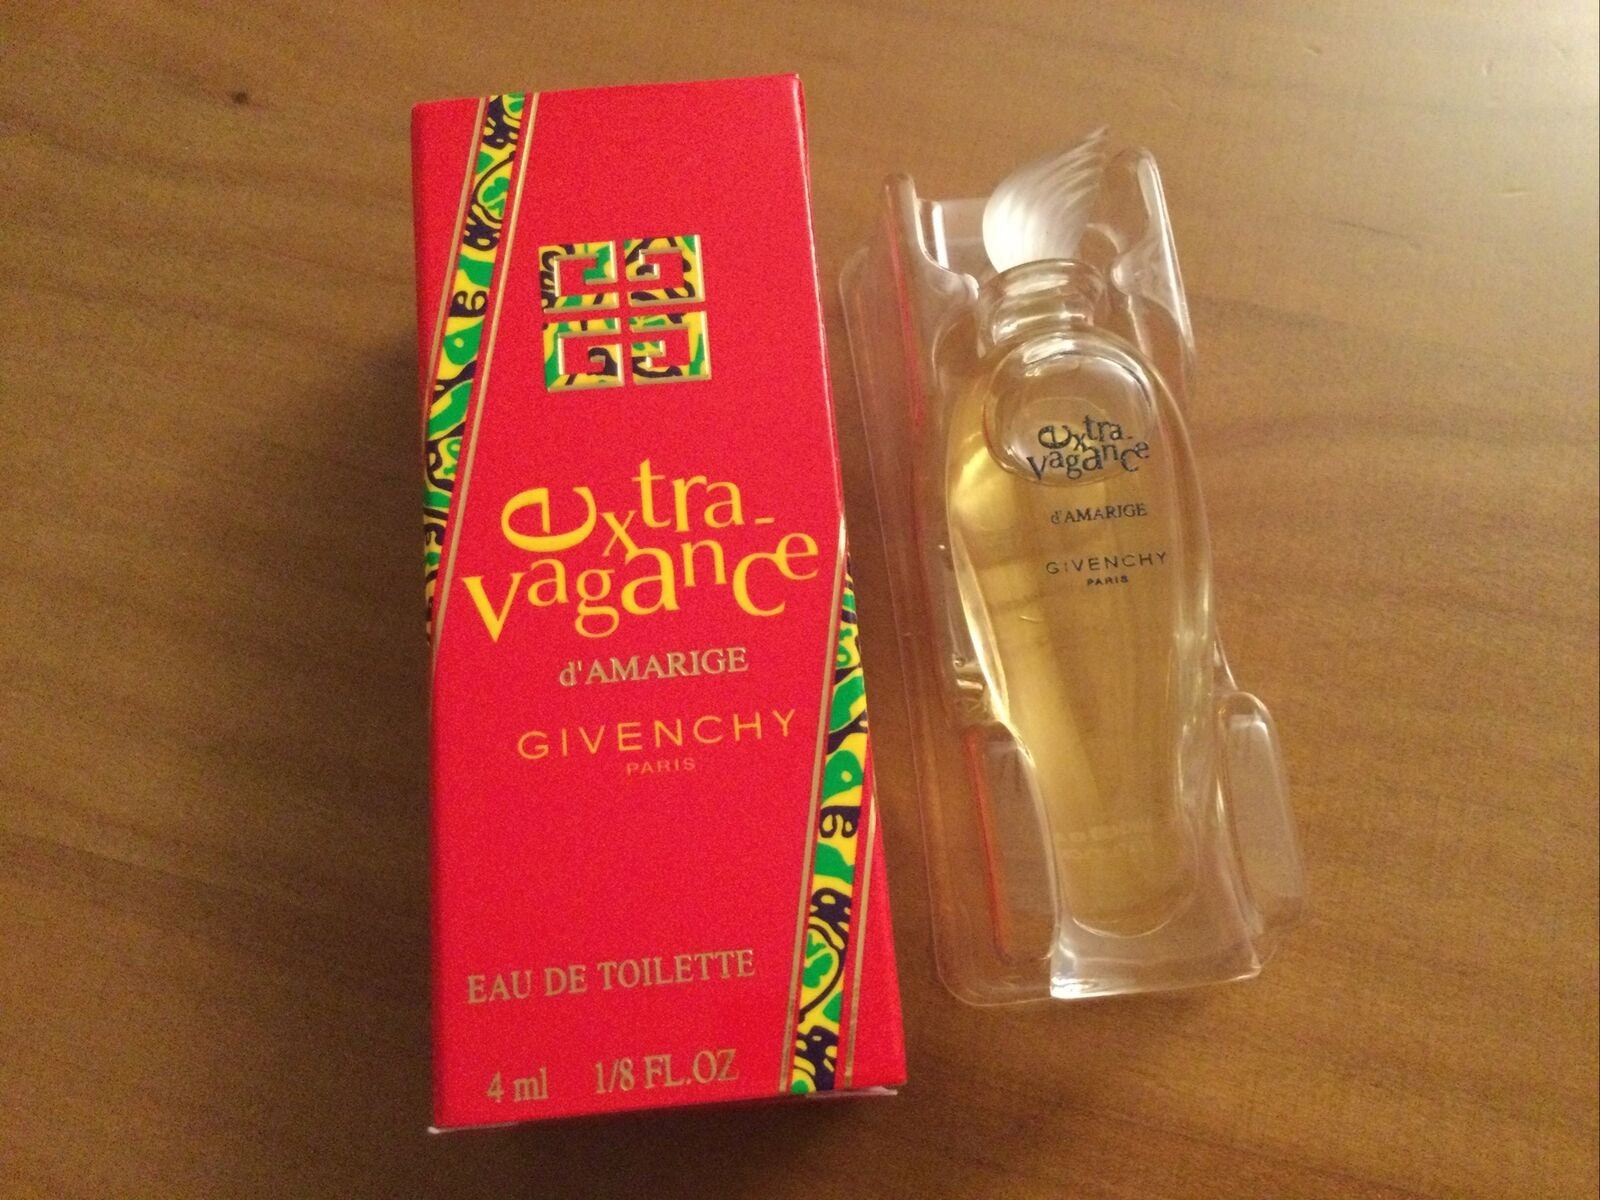 extra-
vagance
d'AMARIGE
GIVENCHY
PARIS
EAU DE TOILETTE
4 ml 1/8 FL.OZ
extra-
vagance
d'AMARIGE
GIVENCHY
PARIS